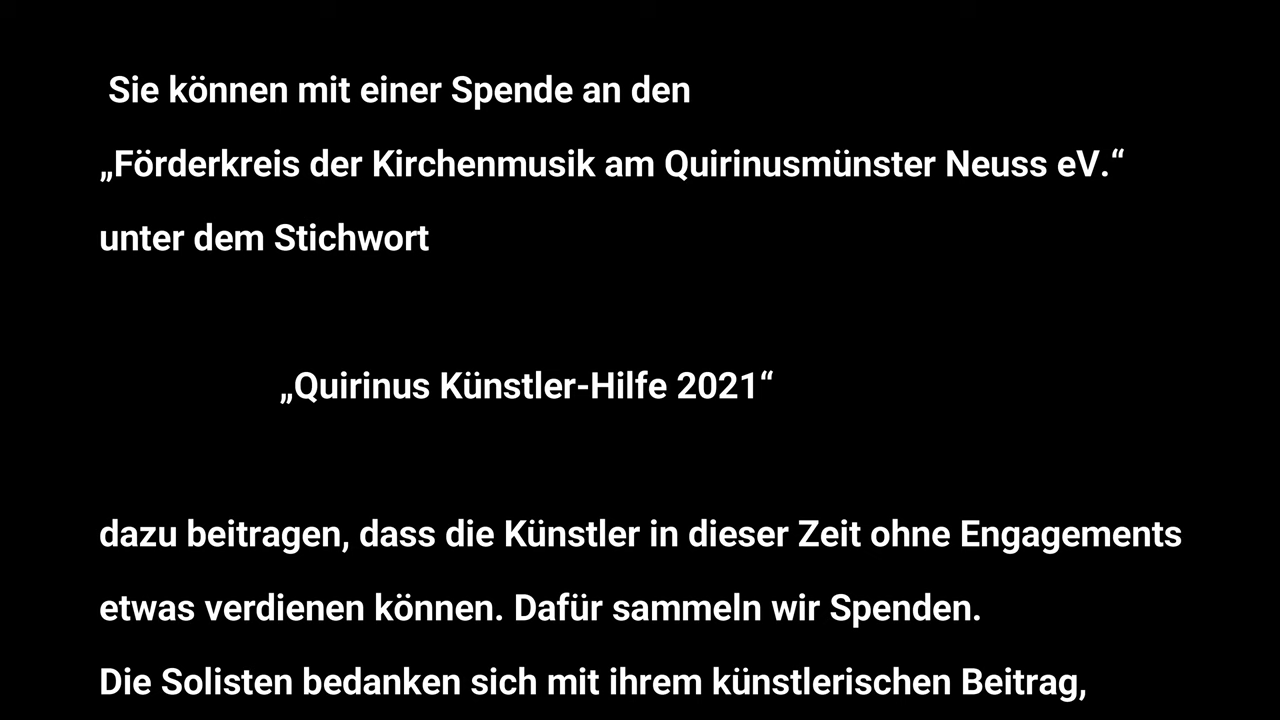 Sie können mit einer Spende an den
„Förderkreis der Kirchenmusik am Quirinusmünster Neuss eV.“
unter dem Stichwort
„Quirinus Künstler-Hilfe 2021“
dazu beitragen, dass die Künstler in dieser Zeit ohne Engagements
etwas verdienen können. Dafür sammeln wir Spenden.
Die Solisten bedanken sich mit ihrem künstlerischen Beitrag,